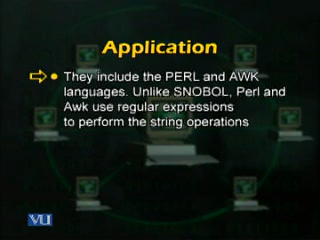 Application
They include the PERL and AWK
languages. Unlike SNOBOL, Perl and
Awk use regular expressions
to perform the string operations
VU